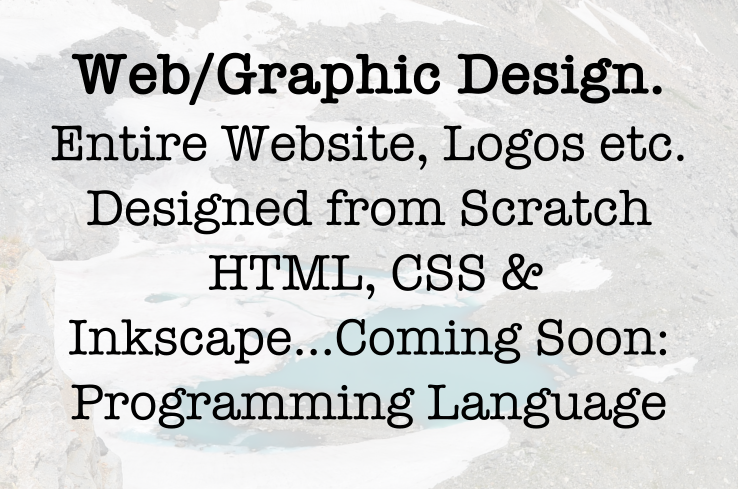 Web/Graphic Design.
Entire Website, Logos etc.
Designed from Scratch
HTML, CSS &
Inkscape...Coming Soon:
Programming Language